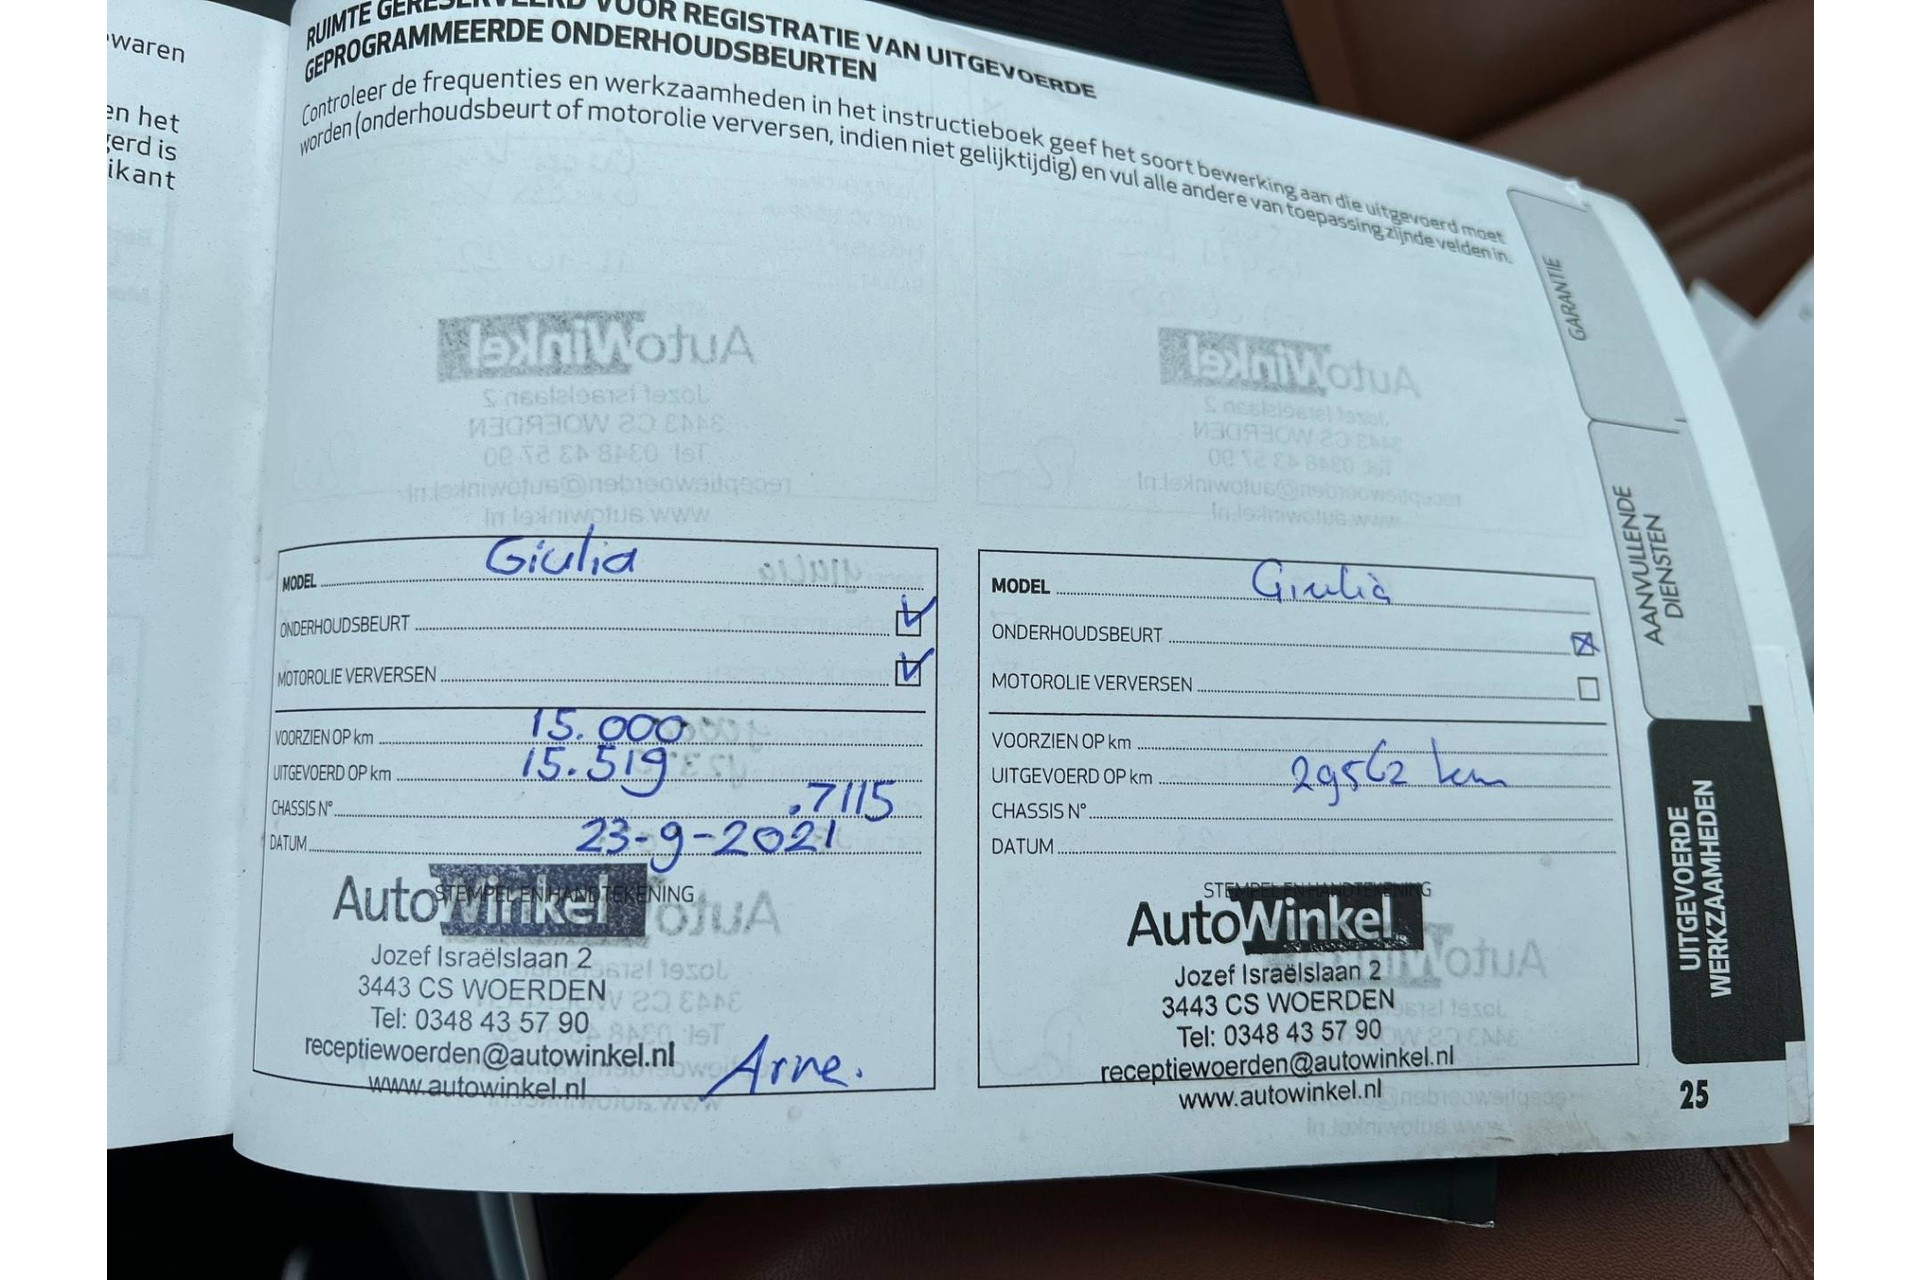 waren
en het
gerd is
ikant
RUIMTE GERESERVEERD VOOR REGISTRATIE VAN UITGEVOERDE
GEPROGRAMMEERDE ONDERHOUDSBEURTEN
Controleer de frequenties en werkzaamheden in het instructieboek geef het soort bewerking aan die uitgevoerd moet
worden (onderhoudsbeurt of motorolie verversen, indien niet gelijktijdig) en vul alle andere van toepassing zijnde velden in.
MODEL Giulia
ONDERHOUDSBEURT
MOTOROLIE VERVERSEN
VOORZIEN OP km 15.000
UITGEVOERD OP km 15.519
CHASSIS N° .7115
DATUM 23-9-2021
STEMPEL EN HANDTEKENING
AutoWinkel
Jozef Israëlslaan 2
3443 CS WOERDEN
Tel: 0348 43 57 90
receptiewoerden@autowinkel.nl
www.autowinkel.nl
Arne.
MODEL Giulia
ONDERHOUDSBEURT
MOTOROLIE VERVERSEN
VOORZIEN OP km
UITGEVOERD OP km 29562 km
CHASSIS N°
DATUM
STEMPEL EN HANDTEKENING
AutoWinkel
Jozef Israëlslaan 2
3443 CS WOERDEN
Tel: 0348 43 57 90
receptiewoerden@autowinkel.nl
www.autowinkel.nl
GARANTIE
AANVULLENDE
DIENSTEN
UITGEVOERDE
WERKZAAMHEDEN
25